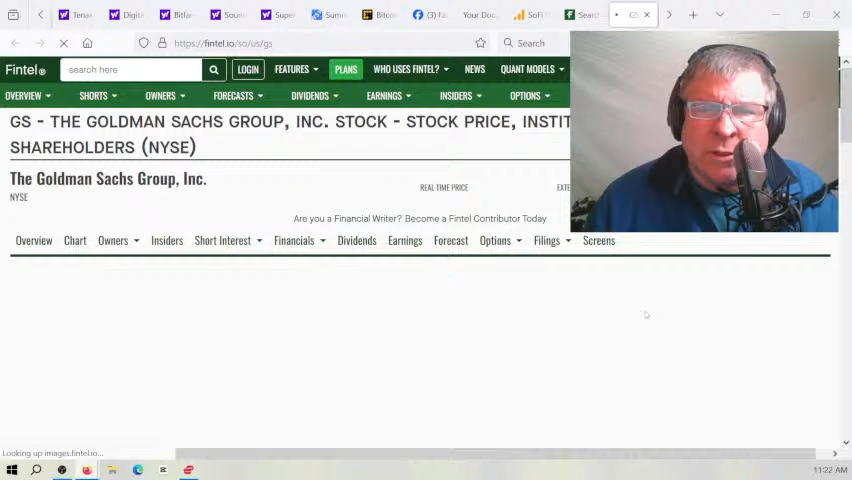 Tenax
Digita
Bitfar
Soun
Super
Summ
Bitco
(3) Fa
Your Doc
SoFi
Search
GS
https://fintel.io/so/us/gs
Search
Fintel
search here
LOGIN
FEATURES
PLANS
WHO USES FINTEL?
NEWS
QUANT MODELS
OVERVIEW
SHORTS
OWNERS
FORECASTS
DIVIDENDS
EARNINGS
INSIDERS
OPTIONS
GS - THE GOLDMAN SACHS GROUP, INC. STOCK - STOCK PRICE, INSTIT
SHAREHOLDERS (NYSE)
The Goldman Sachs Group, Inc.
NYSE
REAL TIME PRICE
EXTE
Are you a Financial Writer? Become a Fintel Contributor Today
Overview
Chart
Owners
Insiders
Short Interest
Financials
Dividends
Earnings
Forecast
Options
Filings
Screens
Looking up images.fintel.io...
11:22 AM